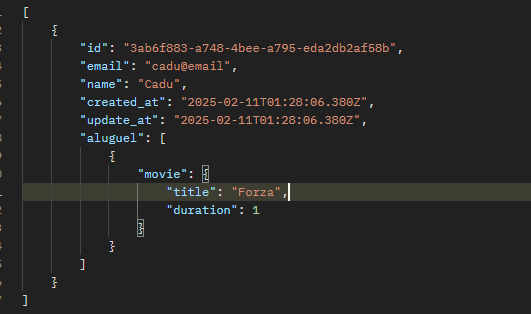 [
{
"id": "3ab6f883-a748-4bee-a795-eda2db2af58b",
"email": "cadu@email",
"name": "Cadu",
"created_at": "2025-02-11T01:28:06.380Z",
"update_at": "2025-02-11T01:28:06.380Z",
"aluguel": [
{
"movie": {
"title": "Forza",
"duration": 1
}
}
]
}
]